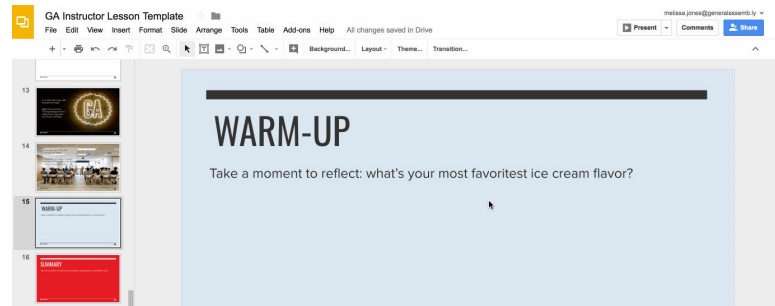 GA Instructor Lesson Template
melissa.jones@generalassemb.ly
File Edit View Insert Format Slide Arrange Tools Table Add-ons Help All changes saved in Drive
Present Comments Share
Background... Layout Theme... Transition...
13
GA
14
15
WARM-UP
16
SUMMARY
WARM-UP
Take a moment to reflect: what's your most favoritest ice cream flavor?